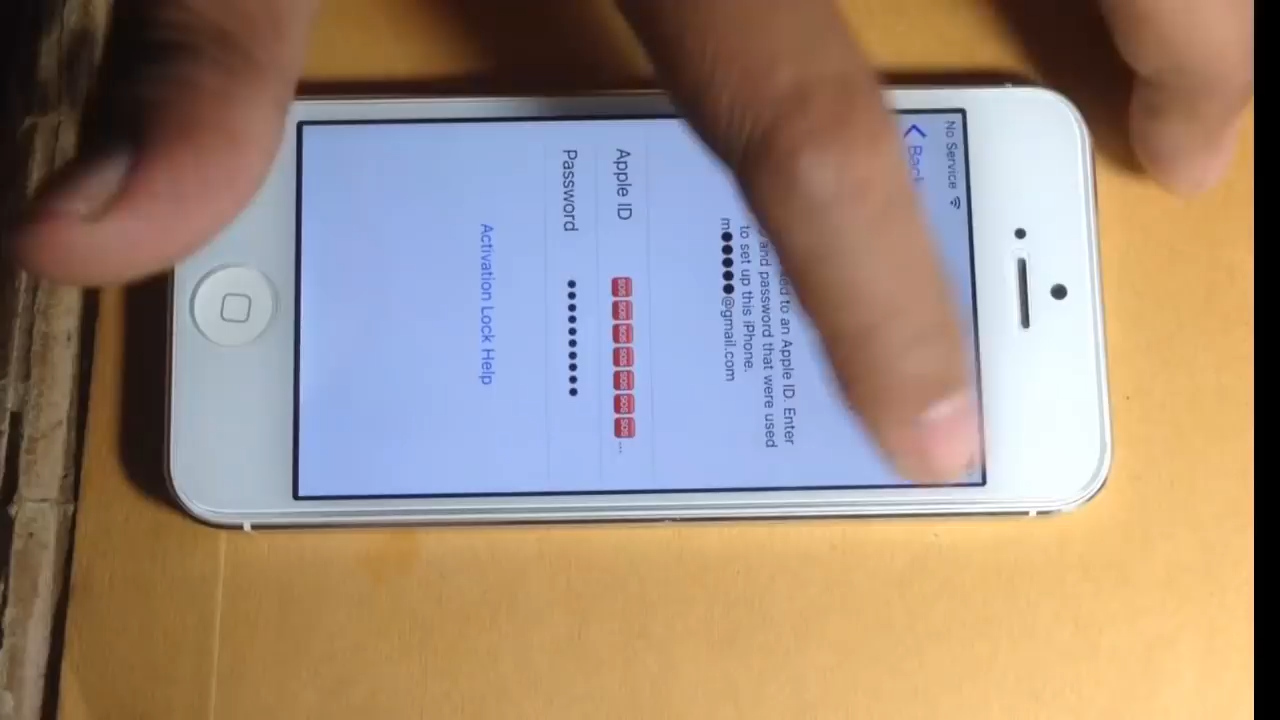 No Service
Back
to an Apple ID. Enter
and password that were used
to set up this iPhone.
m●●●●●@gmail.com
Apple ID 🆘🆘🆘🆘🆘🆘🆘...
Password ●●●●●●●●●●
Activation Lock Help